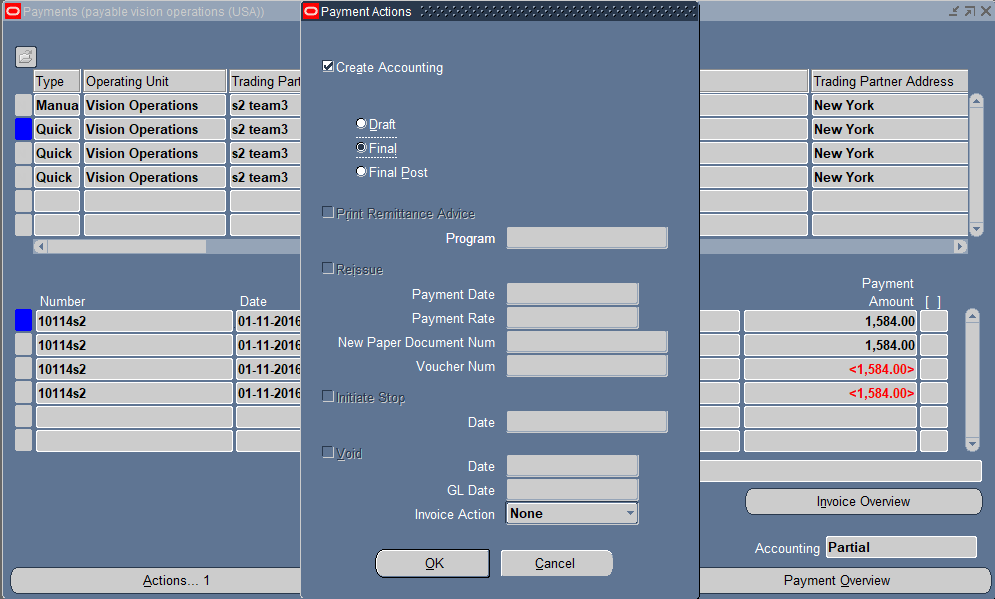 Payments (payable vision operations (USA))
Payment Actions
Create Accounting
Type Operating Unit Trading Part Trading Partner Address
Manua Vision Operations s2 team3 New York
Draft
Quick Vision Operations s2 team3 New York
Final
Quick Vision Operations s2 team3 New York
Final Post
Quick Vision Operations s2 team3 New York
Print Remittance Advice
Program
Reissue
Payment
Payment Date
Number Date Amount [ ]
Payment Rate
10114s2 01-11-2016 1,584.00
New Paper Document Num
10114s2 01-11-2016 1,584.00
Voucher Num
10114s2 01-11-2016 <1,584.00>
10114s2 01-11-2016 <1,584.00>
Initiate Stop
Date
Void
Date
GL Date
Invoice Overview
Invoice Action None
Accounting Partial
OK Cancel
Actions... 1 Payment Overview